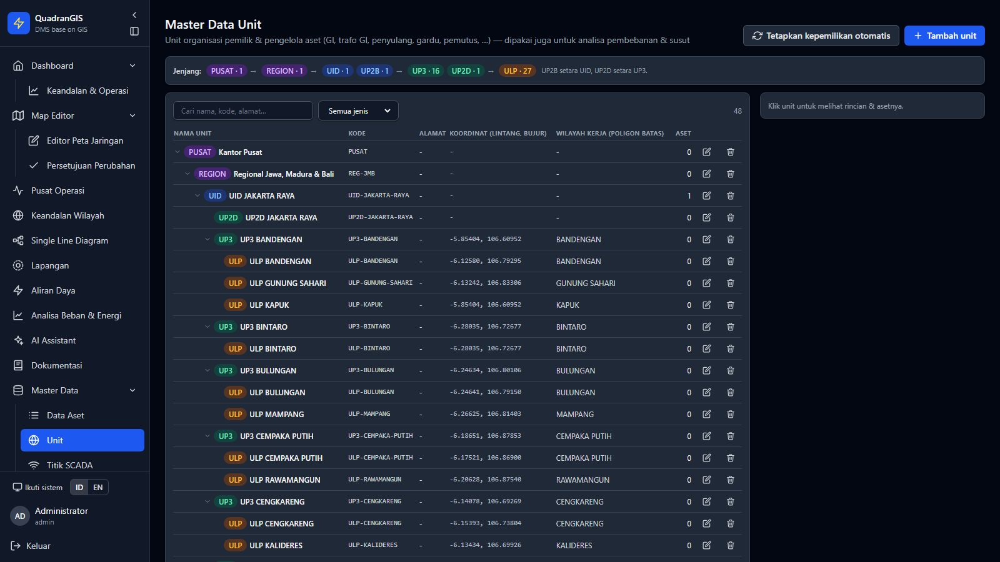 QuadranGIS
DMS base on GIS
Dashboard
Keandalan & Operasi
Map Editor
Editor Peta Jaringan
Persetujuan Perubahan
Pusat Operasi
Keandalan Wilayah
Single Line Diagram
Lapangan
Aliran Daya
Analisa Beban & Energi
AI Assistant
Dokumentasi
Master Data
Data Aset
Unit
Titik SCADA
Ikuti sistem ID EN
AD Administrator
admin
Keluar
Master Data Unit
Unit organisasi pemilik & pengelola aset (GI, trafo GI, penyulang, gardu, pemutus, ...) — dipakai juga untuk analisa pembebanan & susut
Tetapkan kepemilikan otomatis
+ Tambah unit
Jenjang: PUSAT · 1 → REGION · 1 → UID · 1 UP2B · 1 → UP3 · 16 UP2D · 1 → ULP · 27 UP2B setara UID, UP2D setara UP3.
Cari nama, kode, alamat... Semua jenis 48
NAMA UNIT KODE ALAMAT KOORDINAT (LINTANG, BUJUR) WILAYAH KERJA (POLIGON BATAS) ASET
PUSAT Kantor Pusat PUSAT - - - 0
REGION Regional Jawa, Madura & Bali REG-JMB - - - 0
UID UID JAKARTA RAYA UID-JAKARTA-RAYA - - - 1
UP2D UP2D JAKARTA RAYA UP2D-JAKARTA-RAYA - - - 0
UP3 UP3 BANDENGAN UP3-BANDENGAN - -5.85404, 106.60952 BANDENGAN 0
ULP ULP BANDENGAN ULP-BANDENGAN - -6.12580, 106.79295 BANDENGAN 0
ULP ULP GUNUNG SAHARI ULP-GUNUNG-SAHARI - -6.13242, 106.83306 GUNUNG SAHARI 0
ULP ULP KAPUK ULP-KAPUK - -5.85404, 106.60952 KAPUK 0
UP3 UP3 BINTARO UP3-BINTARO - -6.28035, 106.72677 BINTARO 0
ULP ULP BINTARO ULP-BINTARO - -6.28035, 106.72677 BINTARO 0
UP3 UP3 BULUNGAN UP3-BULUNGAN - -6.24634, 106.80106 BULUNGAN 0
ULP ULP BULUNGAN ULP-BULUNGAN - -6.24641, 106.79150 BULUNGAN 0
ULP ULP MAMPANG ULP-MAMPANG - -6.26625, 106.81403 MAMPANG 0
UP3 UP3 CEMPAKA PUTIH UP3-CEMPAKA-PUTIH - -6.18651, 106.87853 CEMPAKA PUTIH 0
ULP ULP CEMPAKA PUTIH ULP-CEMPAKA-PUTIH - -6.17521, 106.86900 CEMPAKA PUTIH 0
ULP ULP RAWAMANGUN ULP-RAWAMANGUN - -6.20628, 106.87540 RAWAMANGUN 0
UP3 UP3 CENGKARENG UP3-CENGKARENG - -6.14078, 106.69269 CENGKARENG 0
ULP ULP CENGKARENG ULP-CENGKARENG - -6.15393, 106.73804 CENGKARENG 0
ULP ULP KALIDERES ULP-KALIDERES - -6.13434, 106.69926 KALIDERES 0
Klik unit untuk melihat rincian & asetnya.